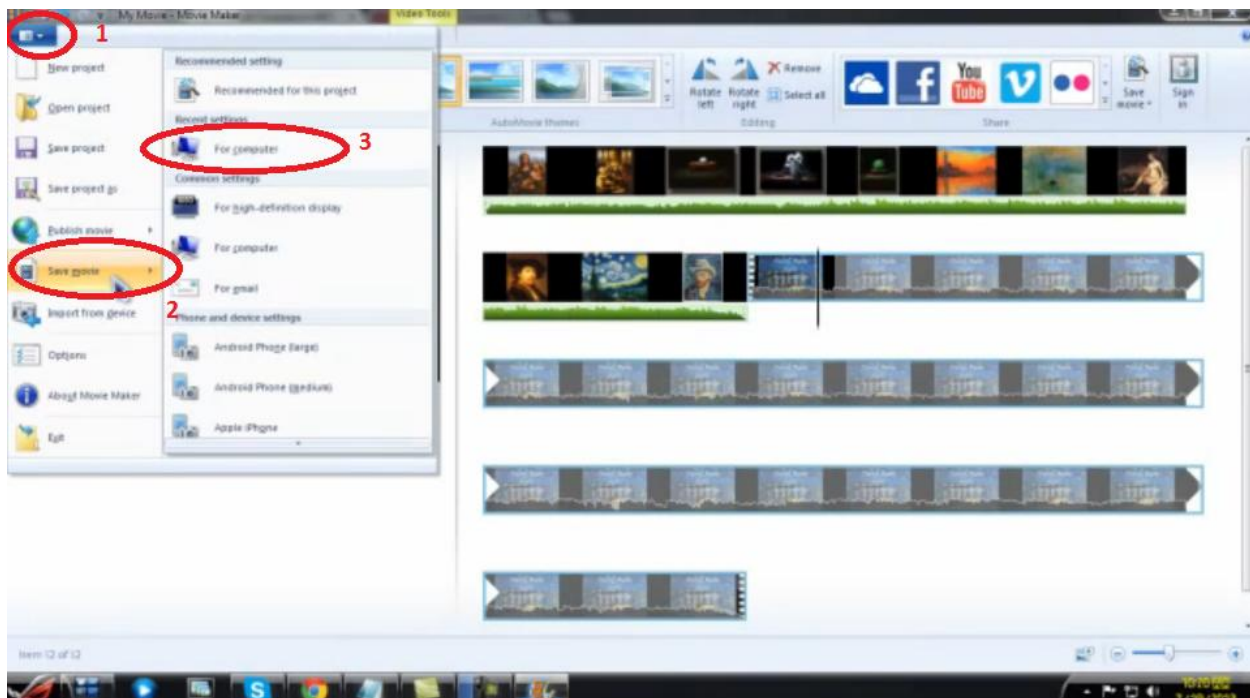 My Movie - Movie Maker
Video Tools
1
New project
Open project
Save project
Save project as
Publish movie
Save movie
2
Import from device
Options
About Movie Maker
Exit
Recommended setting
Recommended for this project
Recent settings
For computer
3
Common settings
For high-definition display
For computer
For email
Phone and device settings
Android Phone (large)
Android Phone (medium)
Apple iPhone
AutoMovie themes
Rotate left
Rotate right
Remove
Select all
Editing
You Tube
Share
Save movie
Sign in
Item 12 of 12